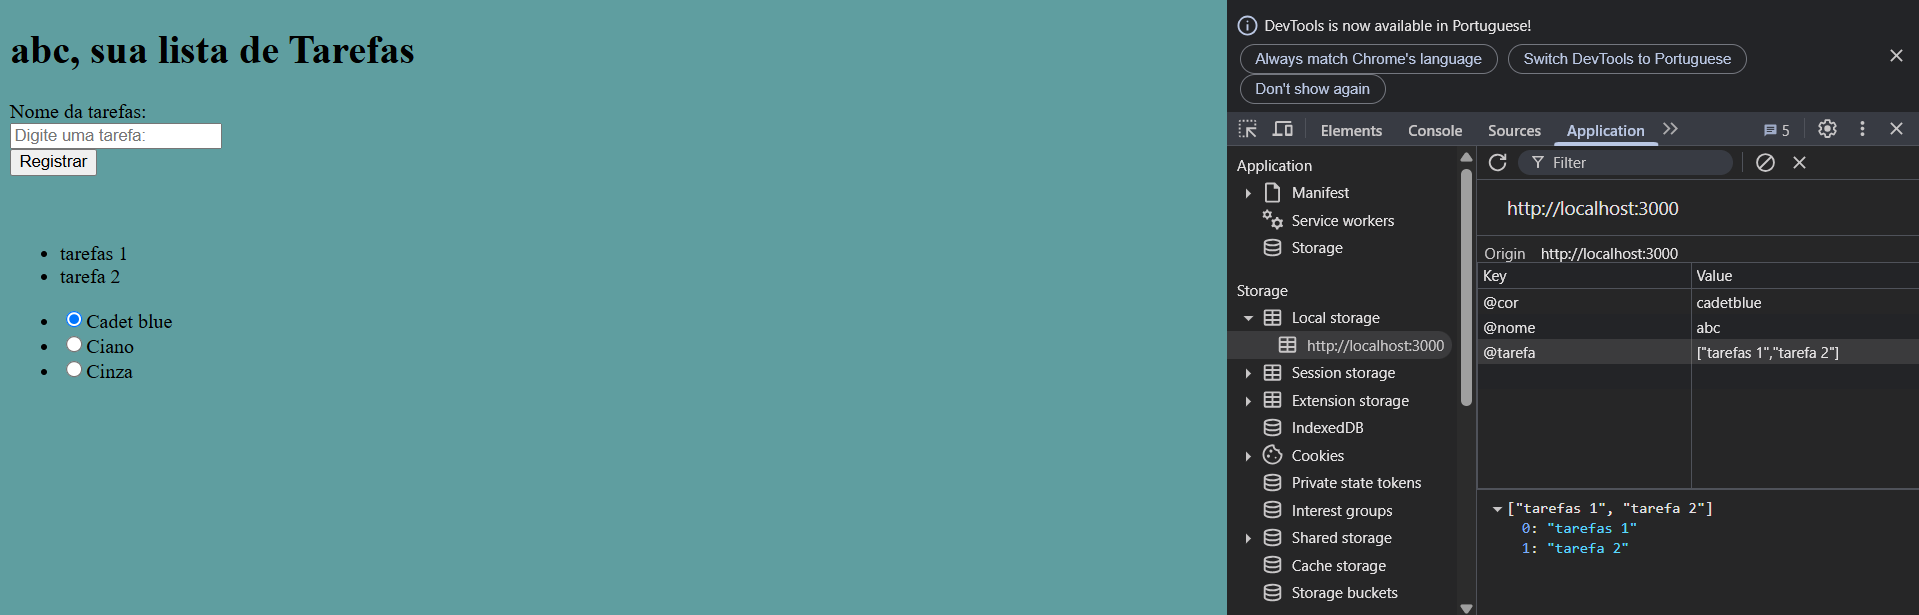 abc, sua lista de Tarefas
Nome da tarefas:
Digite uma tarefa:
Registrar
tarefas 1
tarefa 2
Cadet blue
Ciano
Cinza
DevTools is now available in Portuguese!
Always match Chrome's language
Switch DevTools to Portuguese
Don't show again
Elements Console Sources Application 5
Application
Manifest
Service workers
Storage
Storage
Local storage
http://localhost:3000
Session storage
Extension storage
IndexedDB
Cookies
Private state tokens
Interest groups
Shared storage
Cache storage
Storage buckets
Filter
http://localhost:3000
Origin http://localhost:3000
Key Value
@cor cadetblue
@nome abc
@tarefa ["tarefas 1","tarefa 2"]
["tarefas 1", "tarefa 2"]
0: "tarefas 1"
1: "tarefa 2"